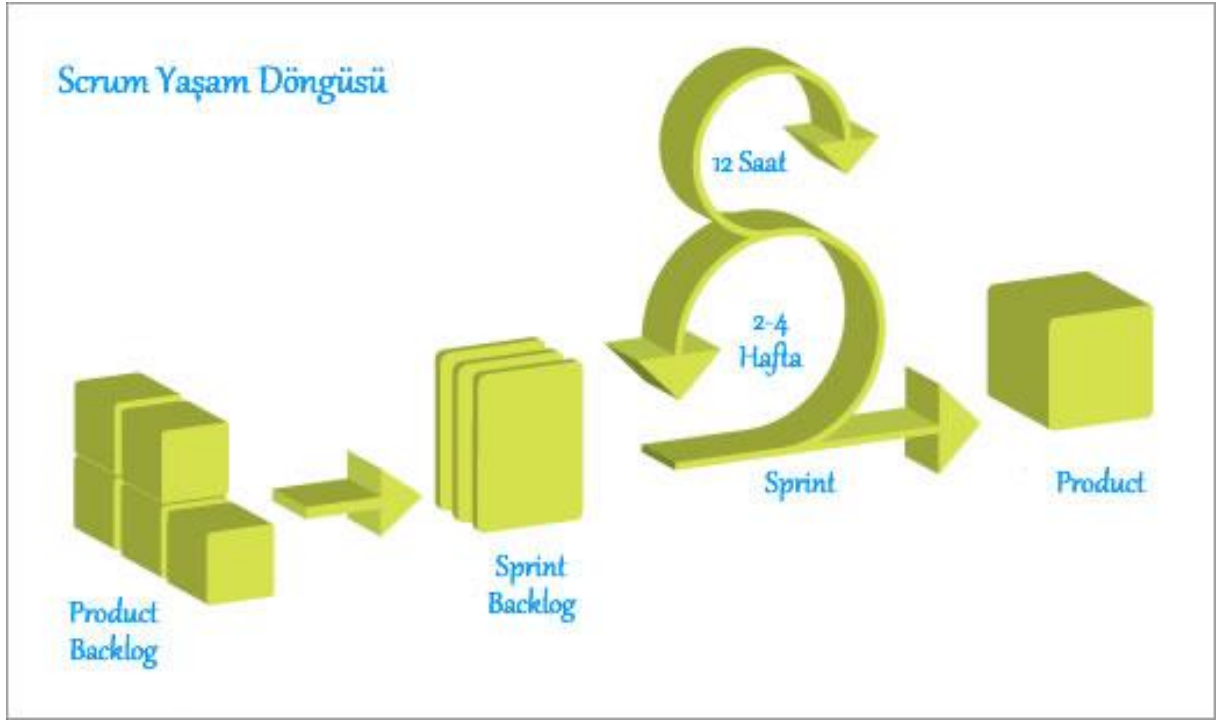 Scrum Yaşam Döngüsü
12 Saat
2-4
Hafta
Sprint
Product
Sprint
Backlog
Product
Backlog